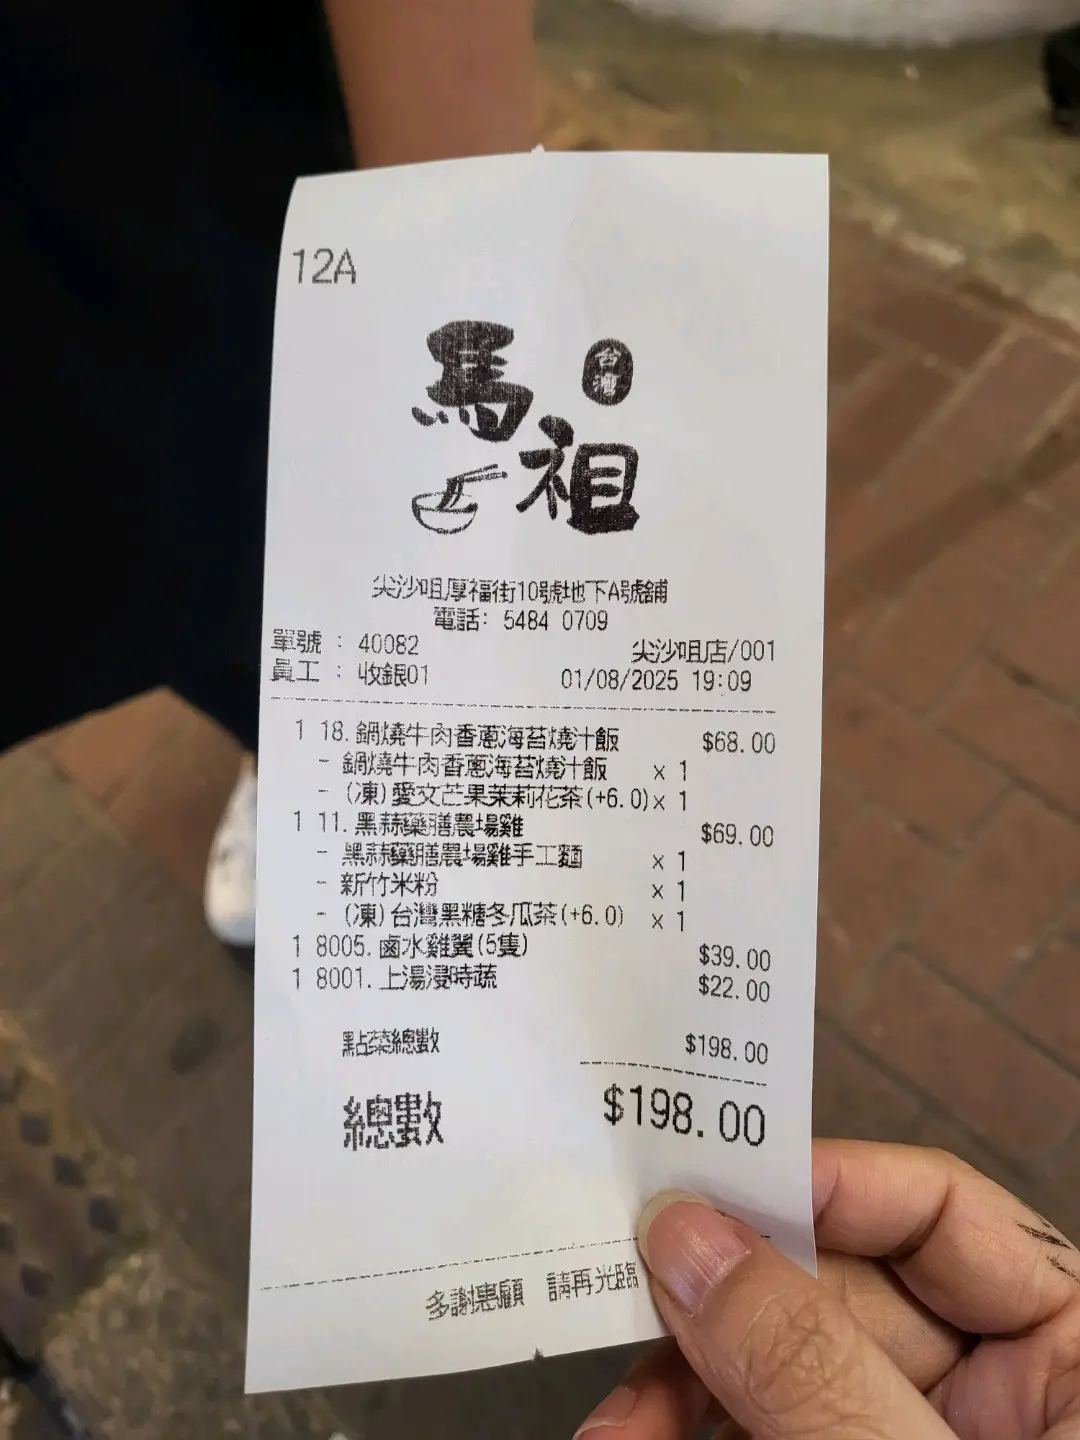 12A
馬祖
台灣
尖沙咀厚福街10號地下A號舖
電話: 5484 0709
單號 : 40082 尖沙咀店/001
員工 : 收銀01 01/08/2025 19:09
1 18. 鍋燒牛肉香蔥海苔燒汁飯 $68.00
- 鍋燒牛肉香蔥海苔燒汁飯 x 1
- (凍)愛文芒果茉莉花茶(+6.0) x 1
1 11. 黑蒜藥膳農場雞 $69.00
- 黑蒜藥膳農場雞手工麵 x 1
- 新竹米粉 x 1
- (凍)台灣黑糖冬瓜茶(+6.0) x 1
1 8005. 鹵水雞翼(5隻) $39.00
1 8001. 上湯浸時蔬 $22.00
點菜總數 $198.00
總數 $198.00
多謝惠顧 請再光臨